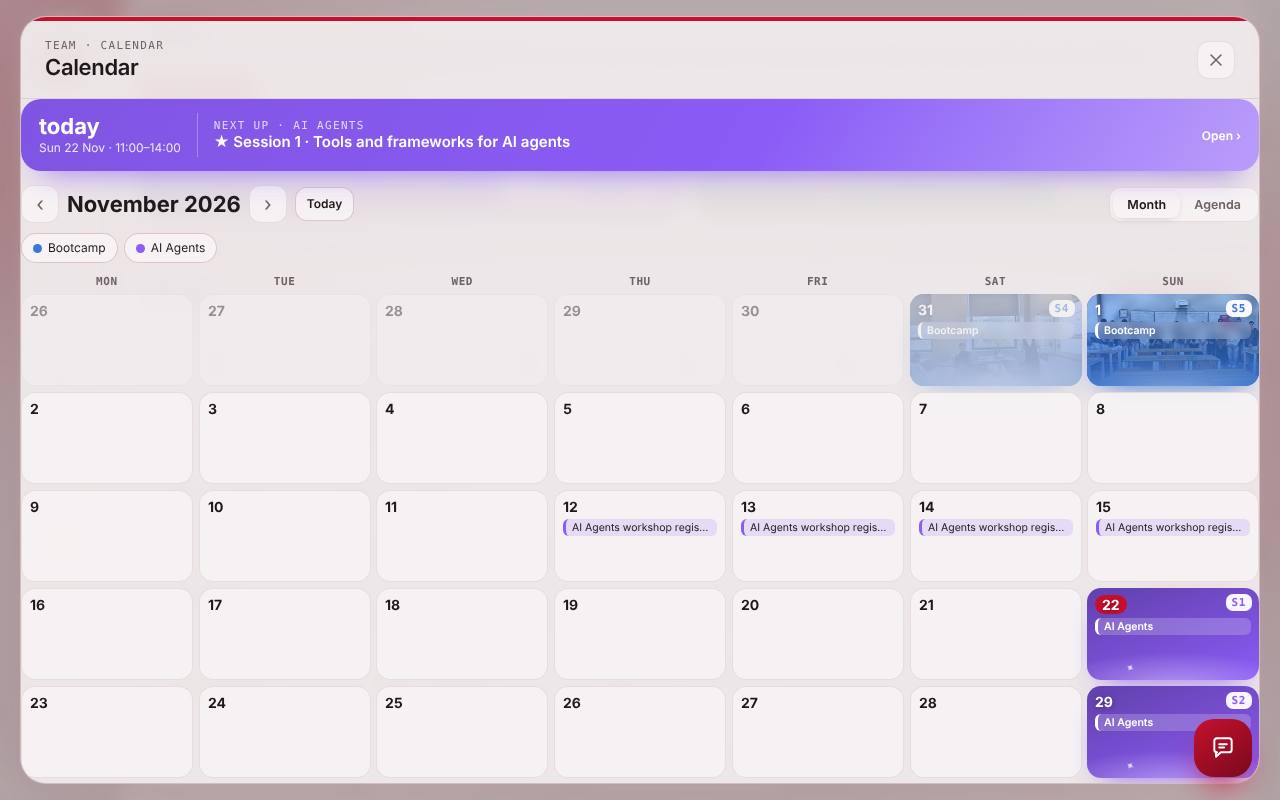 TEAM · CALENDAR
Calendar
today
Sun 22 Nov · 11:00–14:00
NEXT UP · AI AGENTS
★ Session 1 · Tools and frameworks for AI agents
Open ›
‹ November 2026 › Today
Month Agenda
Bootcamp AI Agents
MON TUE WED THU FRI SAT SUN
26 27 28 29 30 31 S4 1 S5
Bootcamp Bootcamp
2 3 4 5 6 7 8
9 10 11 12 13 14 15
AI Agents workshop regis... AI Agents workshop regis... AI Agents workshop regis... AI Agents workshop regis...
16 17 18 19 20 21 22 S1
AI Agents
23 24 25 26 27 28 29 S2
AI Agents